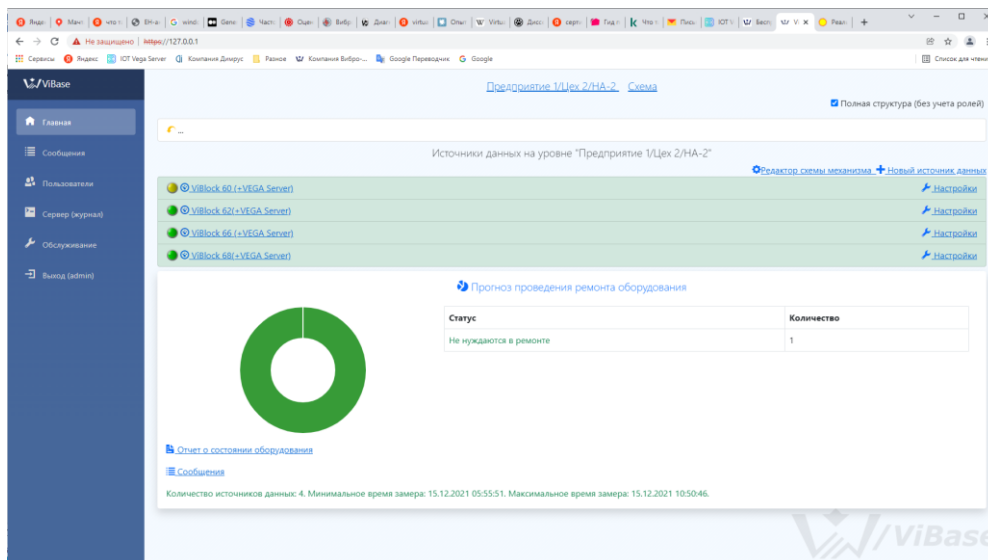 Не защищено https://127.0.0.1
Сервисы Яндекс IOT Vega Server Компания Димрус Разное Компания Вибро-... Google Переводчик Google Список для чтени
ViBase
Предприятие 1/Цех 2/НА-2 Схема
Полная структура (без учета ролей)
Главная
...
Сообщения
Источники данных на уровне "Предприятие 1/Цех 2/НА-2"
Редактор схемы механизма Новый источник данных
Пользователи
ViBlock 60 (+VEGA Server) Настройки
Сервер (журнал)
ViBlock 62(+VEGA Server) Настройки
ViBlock 66 (+VEGA Server) Настройки
Обслуживание
ViBlock 68(+VEGA Server) Настройки
Выход (admin)
Прогноз проведения ремонта оборудования
Статус Количество
Не нуждаются в ремонте 1
Отчет о состоянии оборудования
Сообщения
Количество источников данных: 4. Минимальное время замера: 15.12.2021 05:55:51. Максимальное время замера: 15.12.2021 10:50:46.
ViBase